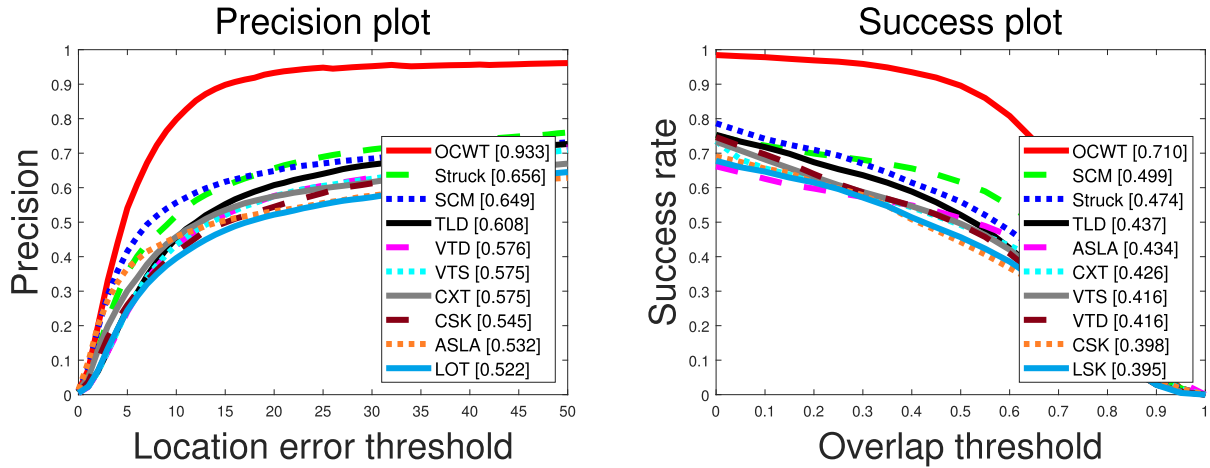 Precision plot
Precision
1
0.9
0.8
0.7
0.6
0.5
0.4
0.3
0.2
0.1
0
0 5 10 15 20 25 30 35 40 45 50
Location error threshold
OCWT [0.933]
Struck [0.656]
SCM [0.649]
TLD [0.608]
VTD [0.576]
VTS [0.575]
CXT [0.575]
CSK [0.545]
ASLA [0.532]
LOT [0.522]
Success plot
Success rate
1
0.9
0.8
0.7
0.6
0.5
0.4
0.3
0.2
0.1
0
0 0.1 0.2 0.3 0.4 0.5 0.6 0.7 0.8 0.9 1
Overlap threshold
OCWT [0.710]
SCM [0.499]
Struck [0.474]
TLD [0.437]
ASLA [0.434]
CXT [0.426]
VTS [0.416]
VTD [0.416]
CSK [0.398]
LSK [0.395]